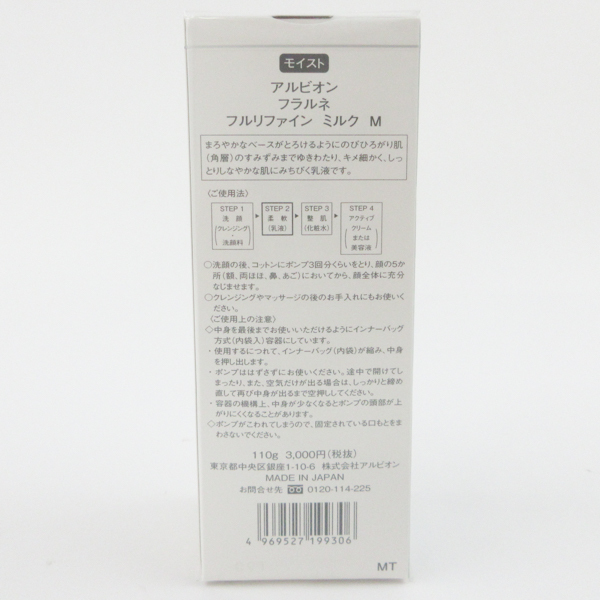 モイスト
アルビオン
フラルネ
フルリファイン ミルク M
まろやかなベースがとろけるようにのびひろがり肌
(角層)のすみずみまでゆきわたり、キメ細かく、しっ
とりしなやかな肌にみちびく乳液です。
〈ご使用法〉
STEP 1 STEP 2 STEP 3 STEP 4
洗顔 柔軟 整肌 アクティブ
(クレンジング・洗顔料) (乳液) (化粧水) クリームまたは美容液
○洗顔の後、コットンにポンプ3回分くらいをとり、顔の5か
所(額、両ほほ、鼻、あご)においてから、顔全体に充分
なじませます。
○クレンジングやマッサージの後のお手入れにもお使いく
ださい。
〈ご使用上の注意〉
◇中身を最後までお使いいただけるようにインナーバッグ
方式(内袋入)容器にしています。
・使用するにつれて、インナーバッグ(内袋)が縮み、中身
を押し出します。
・ポンプははずさずにお使いください。途中で開けてし
まったり、また、空気だけが出る場合は、しっかりと締め
直して再び中身が出るまで空押ししてください。
・容器の機構上、中身が少なくなるとポンプの頭部が上
がりにくくなることがあります。
◇ポンプがこわれてしまうので、固定されている口もとをま
わさないでください。
110g 3,000円(税抜)
東京都中央区銀座1-10-6 株式会社アルビオン
MADE IN JAPAN
お問合せ先 0120-114-225
4 969527 199306
MT